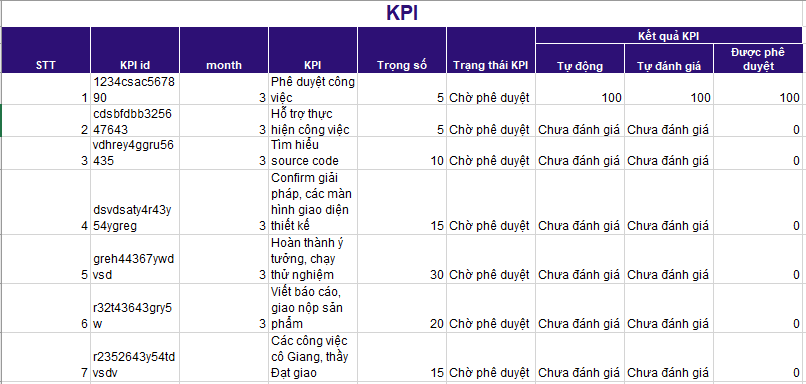 KPI
Kết quả KPI
STT KPI id month KPI Trọng số Trạng thái KPI Tự động Tự đánh giá Được phê
duyệt
1234csac5678 Phê duyệt công
1 90 3 việc 5 Chờ phê duyệt 100 100 100
cdsbfdbb3256 Hỗ trợ thực
2 47643 3 hiện công việc 5 Chờ phê duyệt Chưa đánh giá Chưa đánh giá 0
vdhrey4ggru56 Tìm hiểu
3 435 3 source code 10 Chờ phê duyệt Chưa đánh giá Chưa đánh giá 0
Confirm giải
pháp, các màn
dsvdsaty4r43y hình giao diện
4 54ygreg 3 thiết kế 15 Chờ phê duyệt Chưa đánh giá Chưa đánh giá 0
Hoàn thành ý
greh44367ywd tưởng, chạy
5 vsd 3 thử nghiệm 30 Chờ phê duyệt Chưa đánh giá Chưa đánh giá 0
Viết báo cáo,
r32t43643gry5 giao nộp sản
6 w 3 phẩm 20 Chờ phê duyệt Chưa đánh giá Chưa đánh giá 0
Các công việc
r2352643y54td cô Giang, thầy
7 vsdv 3 Đạt giao 15 Chờ phê duyệt Chưa đánh giá Chưa đánh giá 0